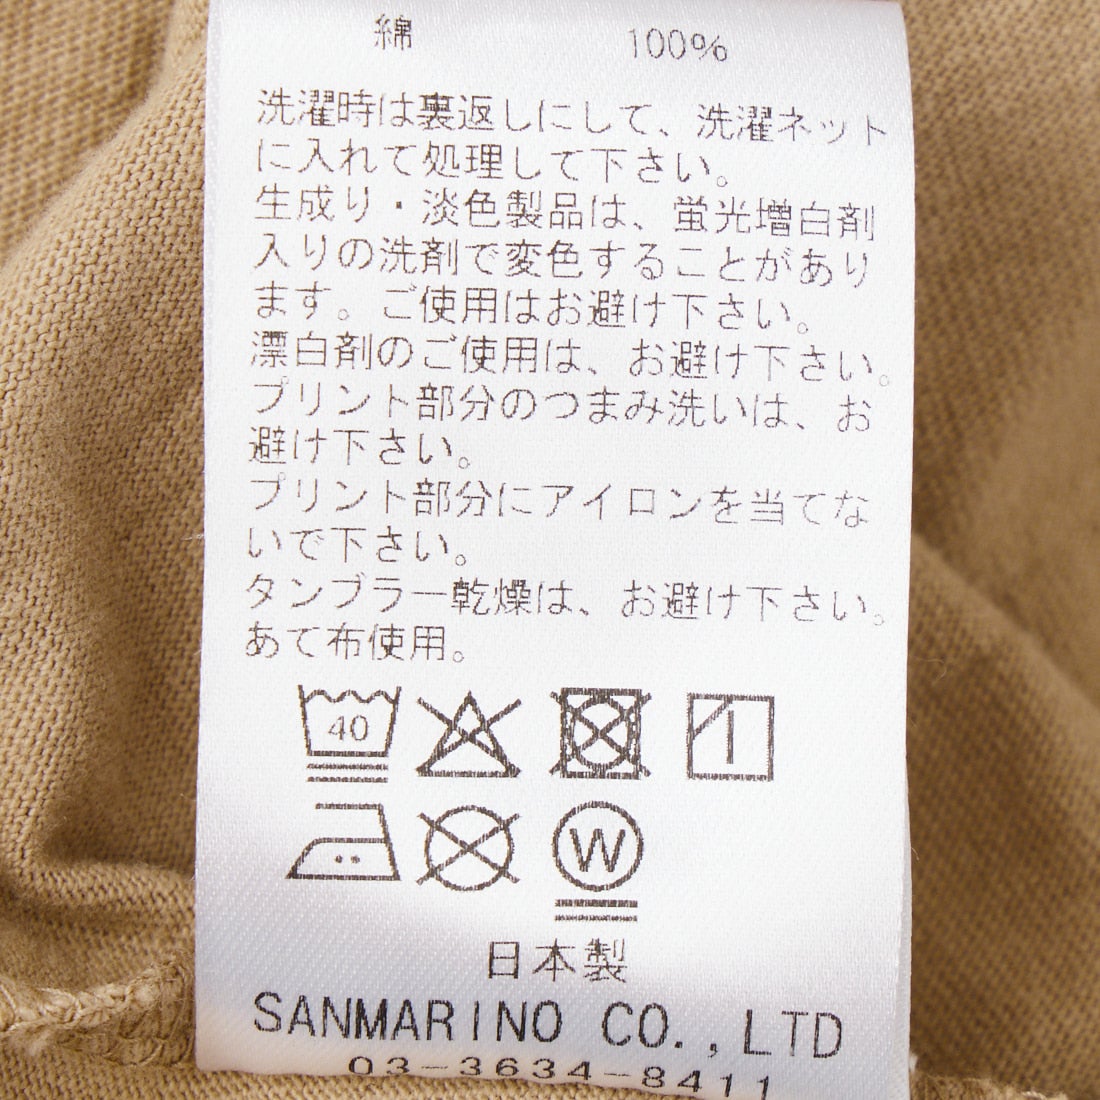 綿 100%
洗濯時は裏返しにして、洗濯ネット
に入れて処理して下さい。
生成り・淡色製品は、蛍光増白剤
入りの洗剤で変色することがあり
ます。ご使用はお避け下さい。
漂白剤のご使用は、お避け下さい。
プリント部分のつまみ洗いは、お
避け下さい。
プリント部分にアイロンを当てな
いで下さい。
タンブラー乾燥は、お避け下さい。
あて布使用。
40
W
日本製
SANMARINO CO.,LTD
03-3634-8411